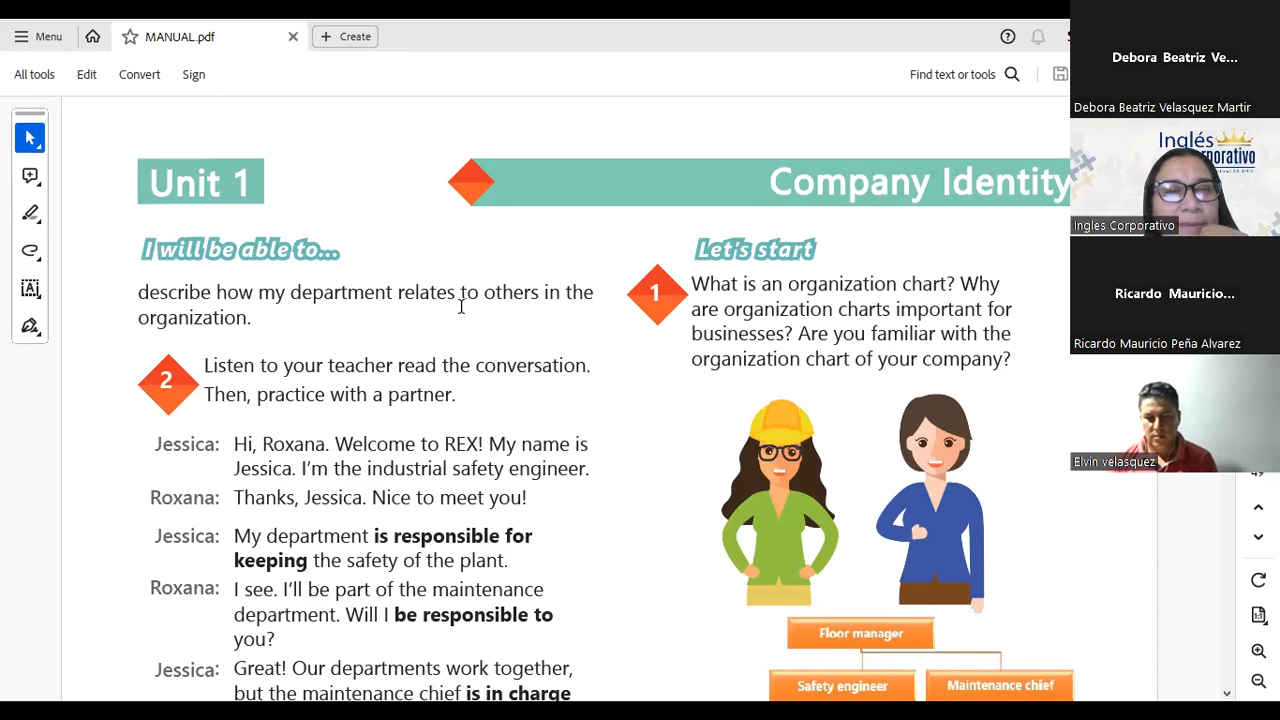 Menu
MANUAL.pdf
Create
All tools
Edit
Convert
Sign
Find text or tools
Unit 1
Company Identity
I will be able to...
describe how my department relates to others in the
organization.
2
Listen to your teacher read the conversation.
Then, practice with a partner.
Jessica: Hi, Roxana. Welcome to REX! My name is
Jessica. I'm the industrial safety engineer.
Roxana: Thanks, Jessica. Nice to meet you!
Jessica: My department is responsible for
keeping the safety of the plant.
Roxana: I see. I'll be part of the maintenance
department. Will I be responsible to
you?
Jessica: Great! Our departments work together,
but the maintenance chief is in charge
Let's start
1
What is an organization chart? Why
are organization charts important for
businesses? Are you familiar with the
organization chart of your company?
Floor manager
Safety engineer
Maintenance chief
Debora Beatriz Ve...
Debora Beatriz Velasquez Martir
Inglés
Ingles Corporativo
Ricardo Mauricio...
Ricardo Mauricio Peña Alvarez
Elvin velasquez